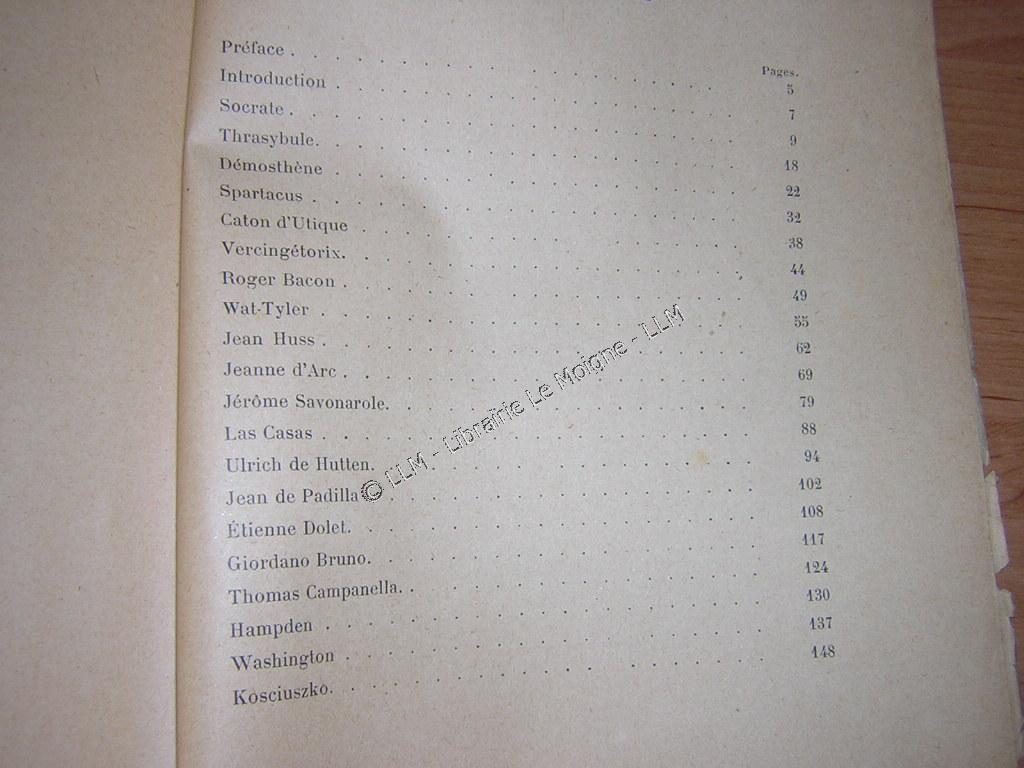 Pages.
Préface . 5
Introduction . 7
Socrate . 9
Thrasybule. 18
Démosthène . 22
Spartacus . 32
Caton d'Utique . 38
Vercingétorix. 44
Roger Bacon . 49
Wat-Tyler . 55
Jean Huss . 62
Jeanne d'Arc . 69
Jérôme Savonarole. 79
Las Casas . 88
Ulrich de Hutten. 94
Jean de Padilla 102
Étienne Dolet. 108
Giordano Bruno. 117
Thomas Campanella. 124
Hampden . 130
Washington . 137
Kosciuszko. 148
© LLM - Librairie Le Moigne - LLM